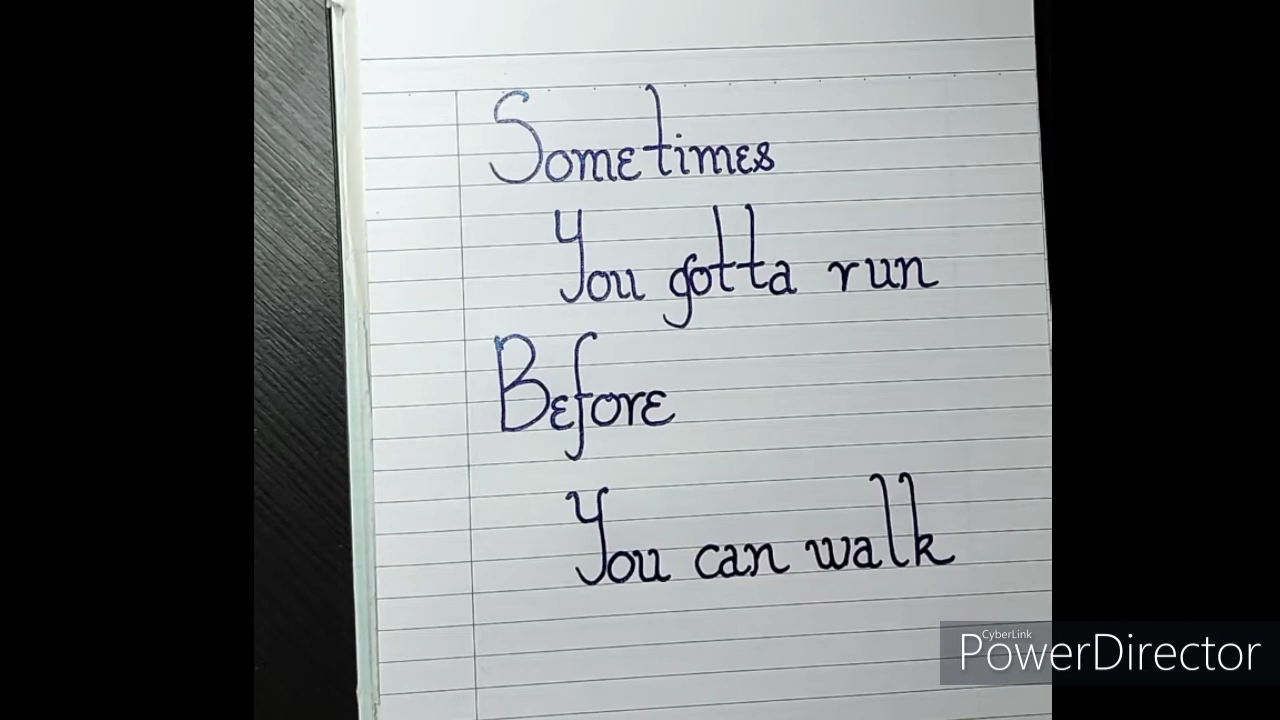 Sometimes
You gotta run
Before
You can walk
CyberLink
PowerDirector